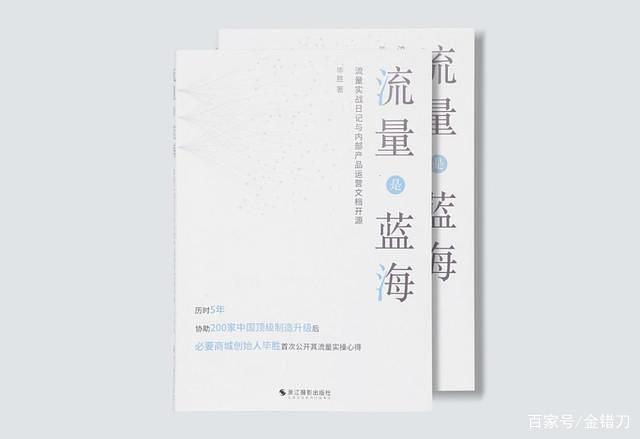 流量是蓝海
流量实战日记与内部产品运营文档开源
毕胜 著
历时5年
协助200家中国顶级制造升级后
必要商城创始人毕胜首次公开其流量实操心得
浙江摄影出版社
流量是蓝海
百家号/金错刀